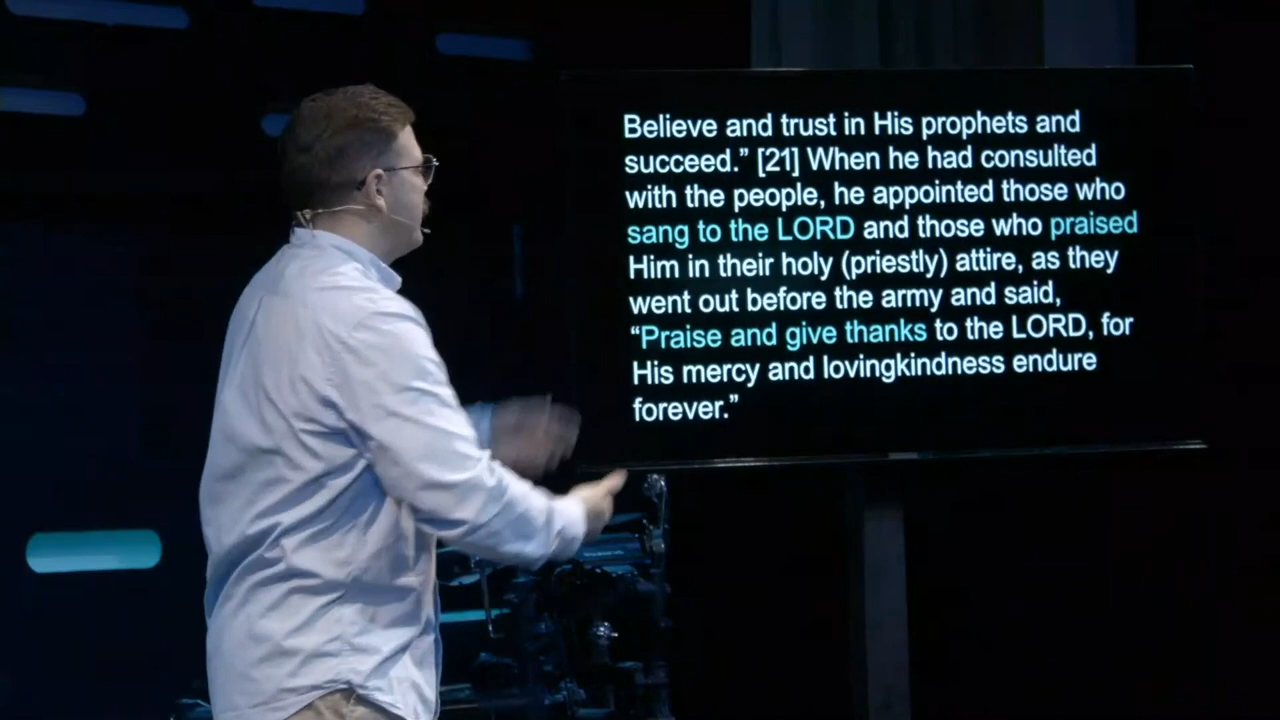 Believe and trust in His prophets and
succeed.” [21] When he had consulted
with the people, he appointed those who
sang to the LORD and those who praised
Him in their holy (priestly) attire, as they
went out before the army and said,
“Praise and give thanks to the LORD, for
His mercy and lovingkindness endure
forever.”